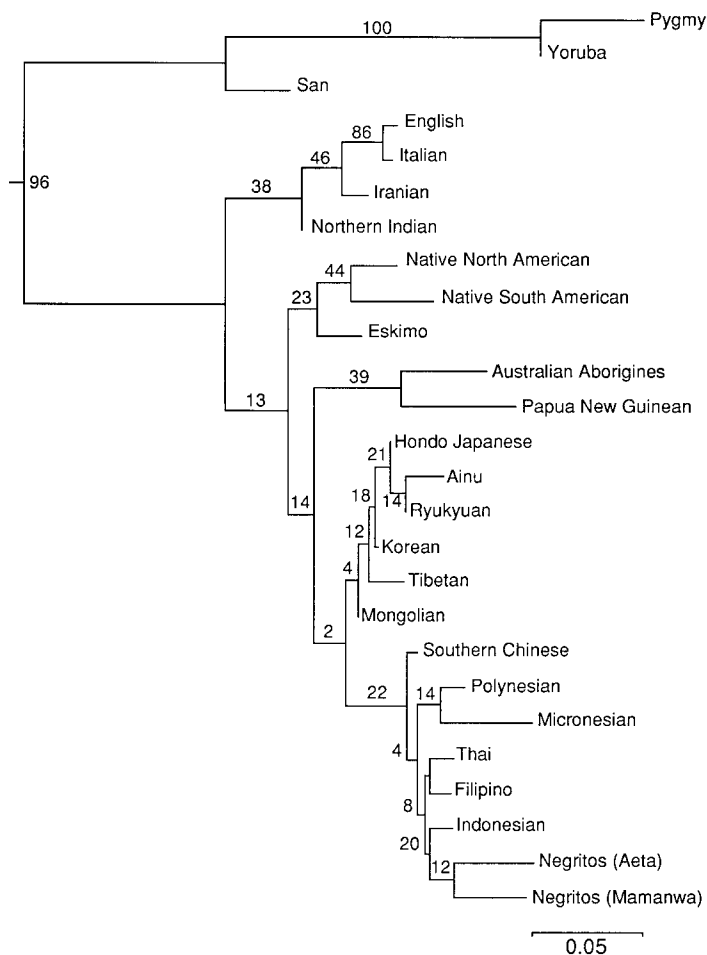 Pygmy
100
Yoruba
San
English
86
Italian
46
96
38
Iranian
Northern Indian
Native North American
44
23
Native South American
Eskimo
Australian Aborigines
39
13
Papua New Guinean
Hondo Japanese
21
Ainu
18
14
14
Ryukyuan
12
Korean
4
Tibetan
Mongolian
2
Southern Chinese
22
14
Polynesian
Micronesian
4
Thai
Filipino
8
Indonesian
20
12
Negritos (Aeta)
Negritos (Mamanwa)
0.05